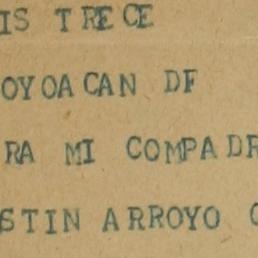 IS TRECE
OYOACAN DF
RA MI COMPADR
STIN ARROYO C